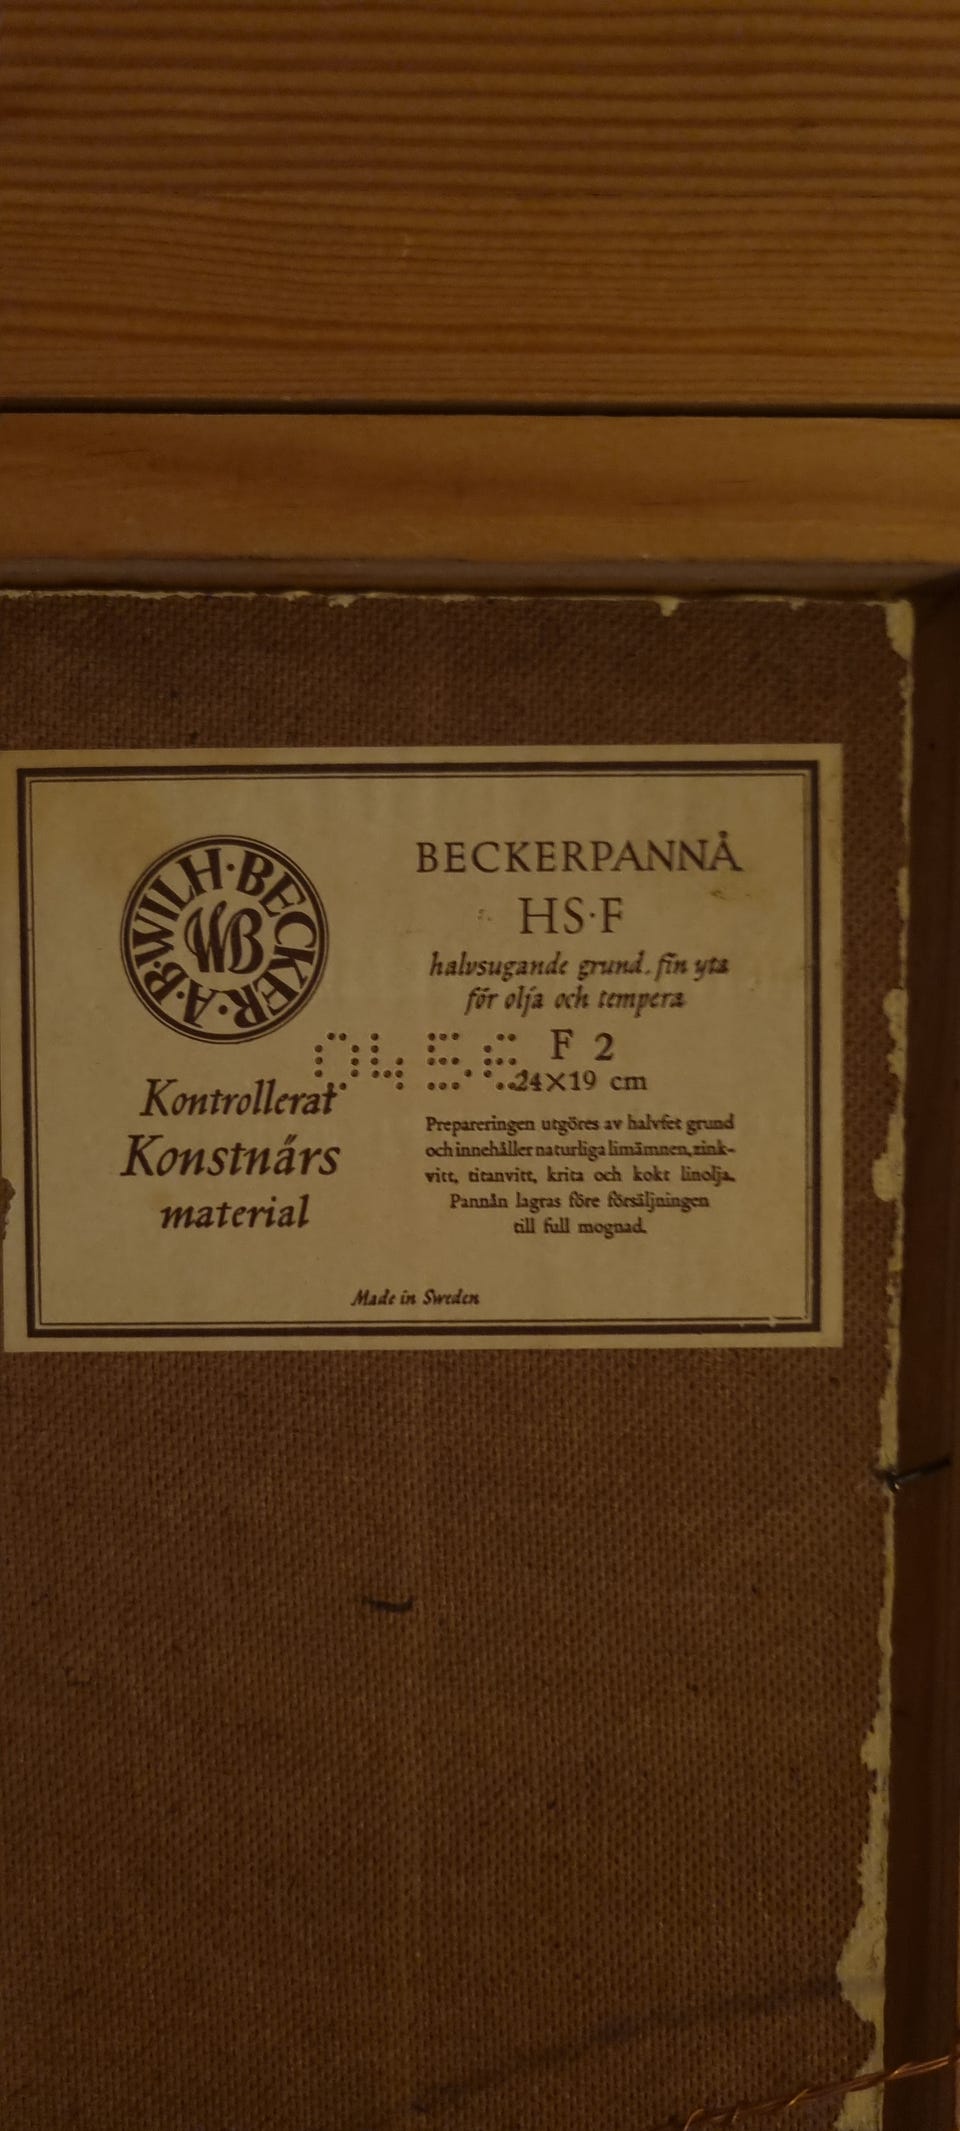 A·B·WILH·BECKER·
WB
Kontrollerat
Konstnärs
material
BECKERPANNÅ
HS·F
halvsugande grund. fin yta
för olja och tempera
F 2
24×19 cm
Prepareringen utgöres av halvfet grund
och innehåller naturliga limämnen, zink-
vitt, titanvitt, krita och kokt linolja.
Pannån lagras före försäljningen
till full mognad.
Made in Sweden